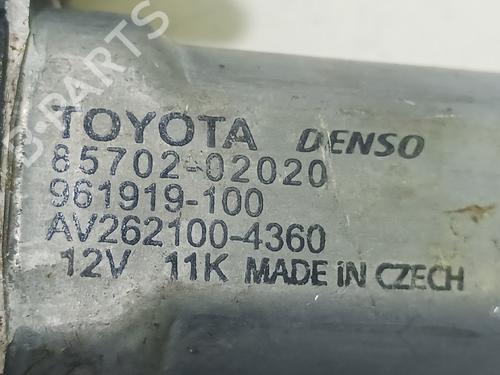 B-PARTS
TOYOTA DENSO
85702-02020
961919-100
AV262100-4360
12V 11K MADE iN CZECH